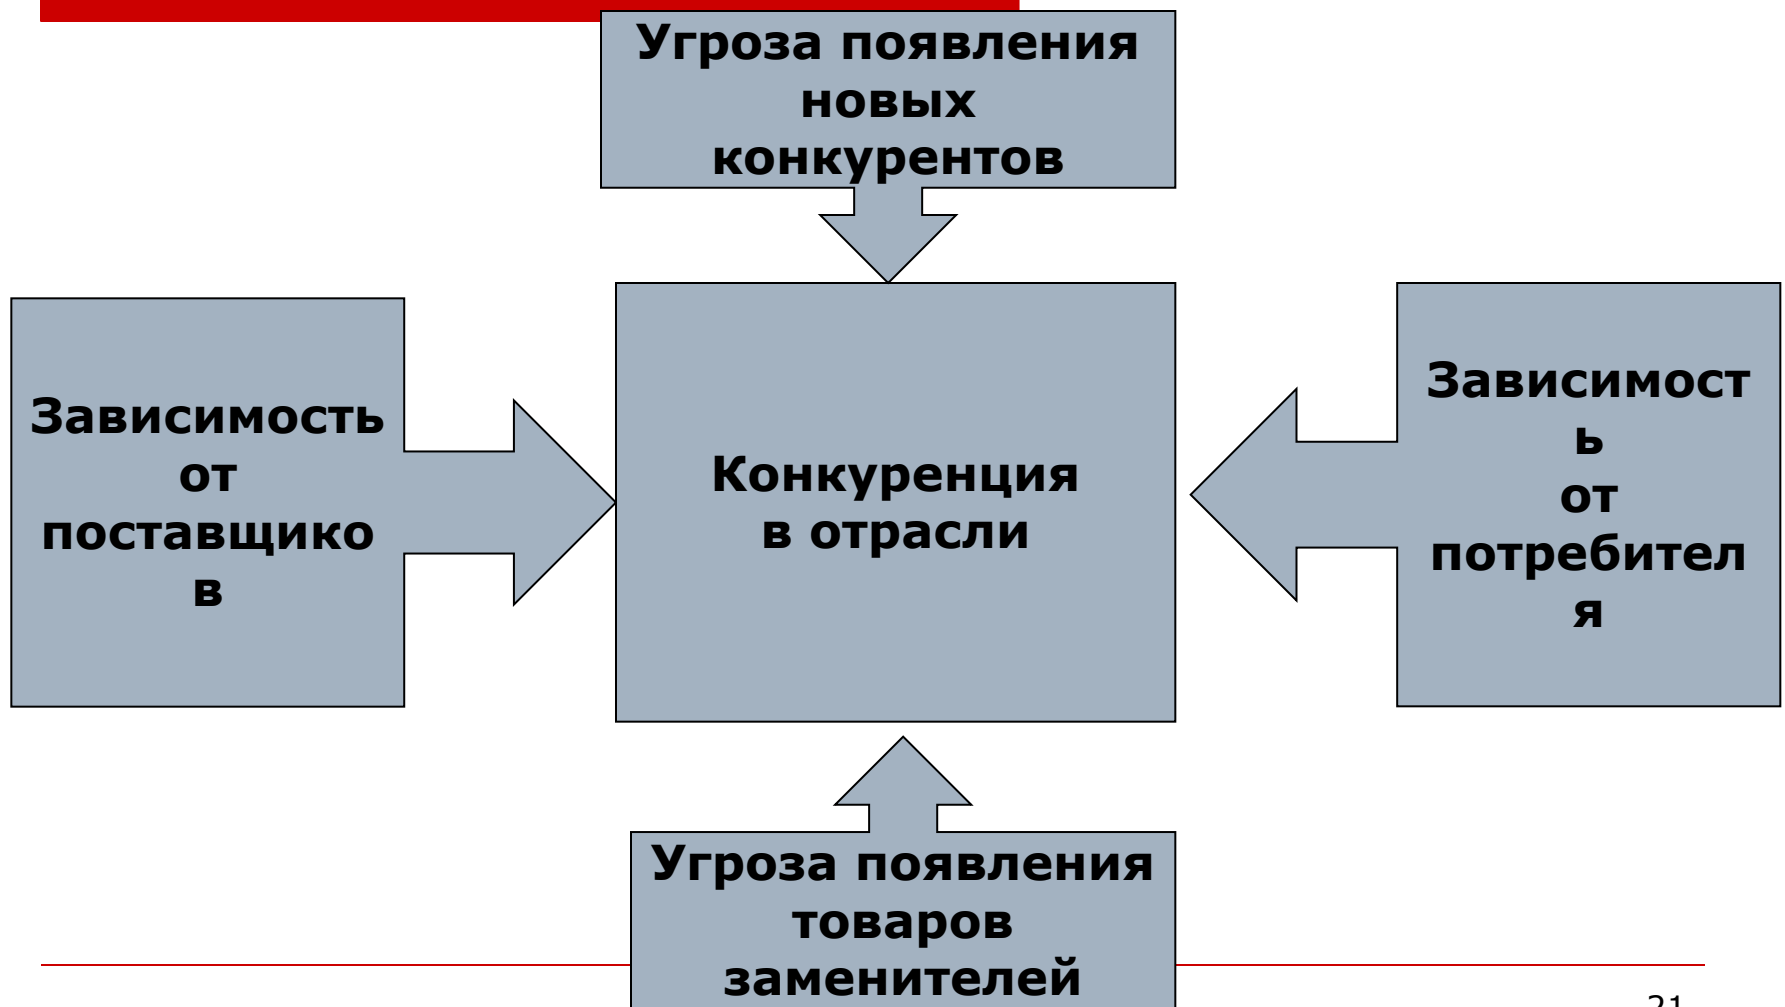 Угроза появления
новых
конкурентов
Зависимость
от
поставщико
в
Конкуренция
в отрасли
Зависимост
ь
от
потребител
я
Угроза появления
товаров
заменителей
21